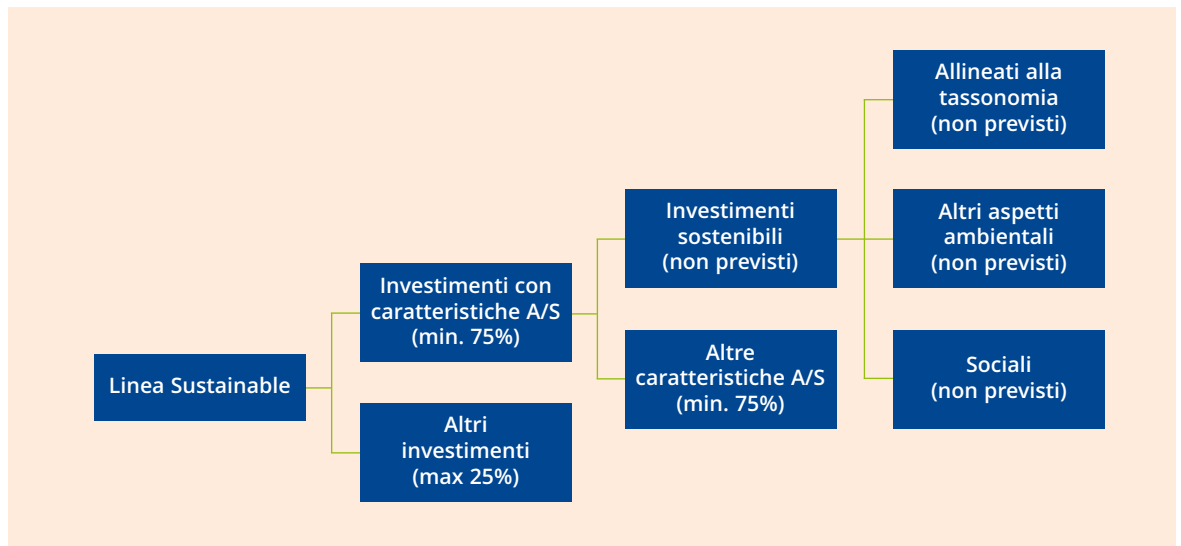 Linea Sustainable
Investimenti con
caratteristiche A/S
(min. 75%)
Altri
investimenti
(max 25%)
Investimenti
sostenibili
(non previsti)
Altre
caratteristiche A/S
(min. 75%)
Allineati alla
tassonomia
(non previsti)
Altri aspetti
ambientali
(non previsti)
Sociali
(non previsti)